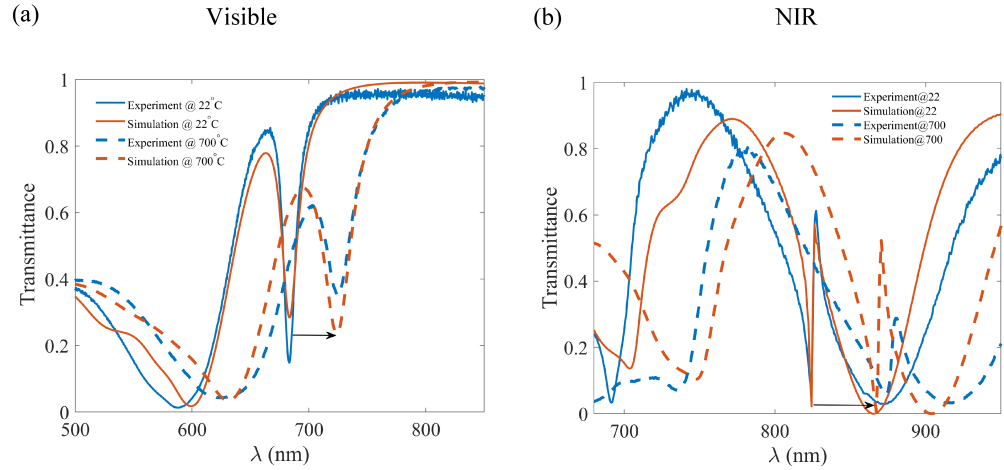 (a)
Visible
Transmittance
1
0.8
0.6
0.4
0.2
0
Experiment @ 22°C
Simulation @ 22°C
Experiment @ 700°C
Simulation @ 700°C
500
600
700
800
λ (nm)
(b)
NIR
Transmittance
1
0.8
0.6
0.4
0.2
0
Experiment@22
Simulation@22
Experiment@700
Simulation@700
700
800
900
λ (nm)